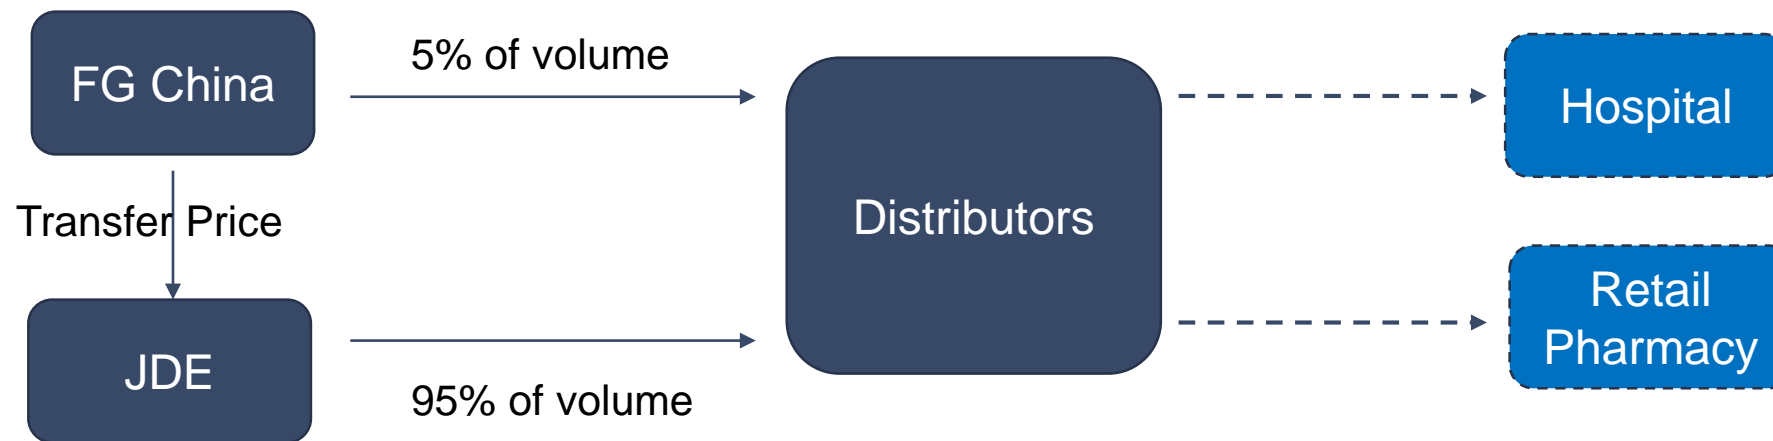 FG China
5% of volume
Hospital
Transfer Price
Distributors
JDE
95% of volume
Retail
Pharmacy